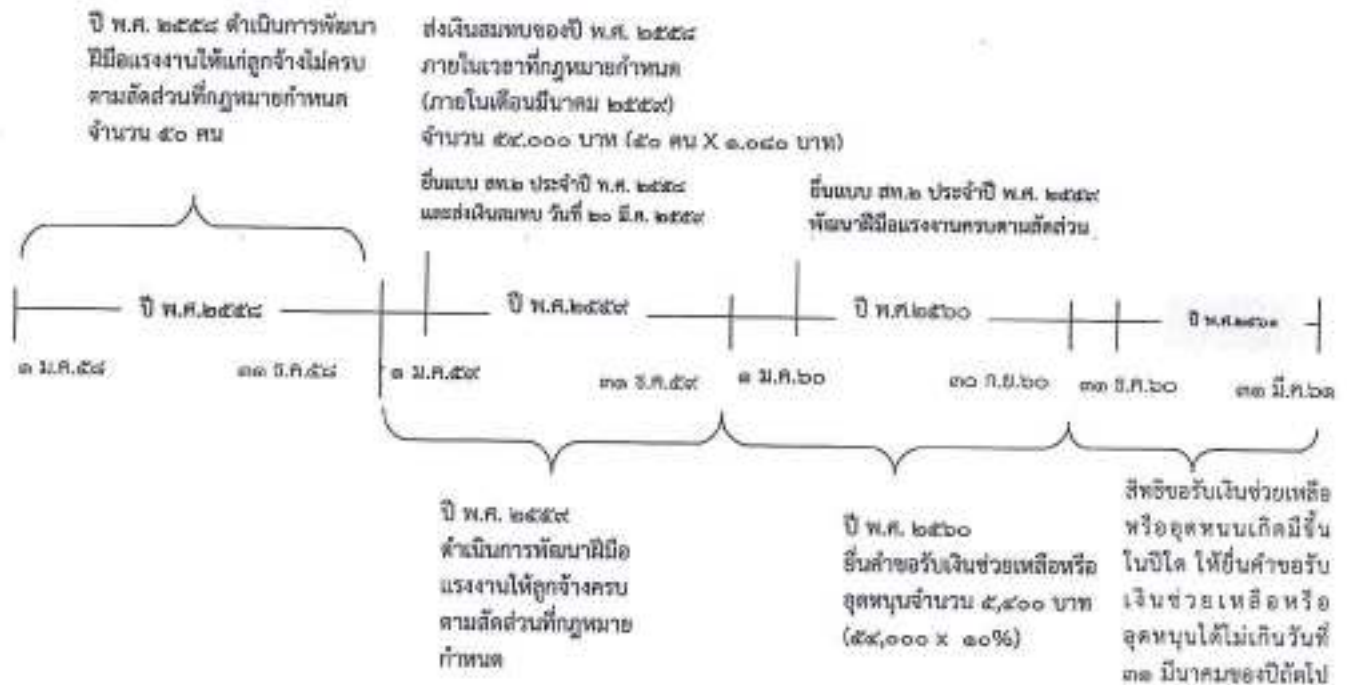 ปี พ.ศ. ๒๕๕๘ ดำเนินการพัฒนา
ฝีมือแรงงานให้แก่ลูกจ้างไม่ครบ
ตามสัดส่วนที่กฎหมายกำหนด
จำนวน ๕๐ คน
ส่งเงินสมทบของปี พ.ศ. ๒๕๕๘
ภายในเวลาที่กฎหมายกำหนด
(ภายในเดือนมีนาคม ๒๕๕๙)
จำนวน ๕๔.๐๐๐ บาท (๕๐ คน X ๑.๐๘๐ บาท)
ยื่นแบบ สท.๒ ประจำปี พ.ศ. ๒๕๕๘
และส่งเงินสมทบ วันที่ ๒๐ มี.ค. ๒๕๕๙
ยื่นแบบ สท.๒ ประจำปี พ.ศ. ๒๕๕๙
พัฒนาฝีมือแรงงานครบตามสัดส่วน
ปี พ.ศ.๒๕๕๘
ปี พ.ศ.๒๕๕๙
ปี พ.ศ.๒๕๖๐
ปี พ.ศ.๒๕๖๑
๑ ม.ค.๕๘
๓๑ ธ.ค.๕๘
๑ ม.ค.๕๙
๓๑ ธ.ค.๕๙
๑ ม.ค.๖๐
๓๐ ก.ย.๖๐
๓๑ ธ.ค.๖๐
๓๑ มี.ค.๖๑
ปี พ.ศ. ๒๕๕๙
ดำเนินการพัฒนาฝีมือ
แรงงานให้ลูกจ้างครบ
ตามสัดส่วนที่กฎหมาย
กำหนด
ปี พ.ศ. ๒๕๖๐
ยื่นคำขอรับเงินช่วยเหลือหรือ
อุดหนุนจำนวน ๕,๔๐๐ บาท
(๕๔,๐๐๐ x ๑๐%)
สิทธิขอรับเงินช่วยเหลือ
หรืออุดหนุนเกิดมีขึ้น
ในปีใด ให้ยื่นคำขอรับ
เงินช่วยเหลือหรือ
อุดหนุนได้ไม่เกินวันที่
๓๑ มีนาคมของปีถัดไป